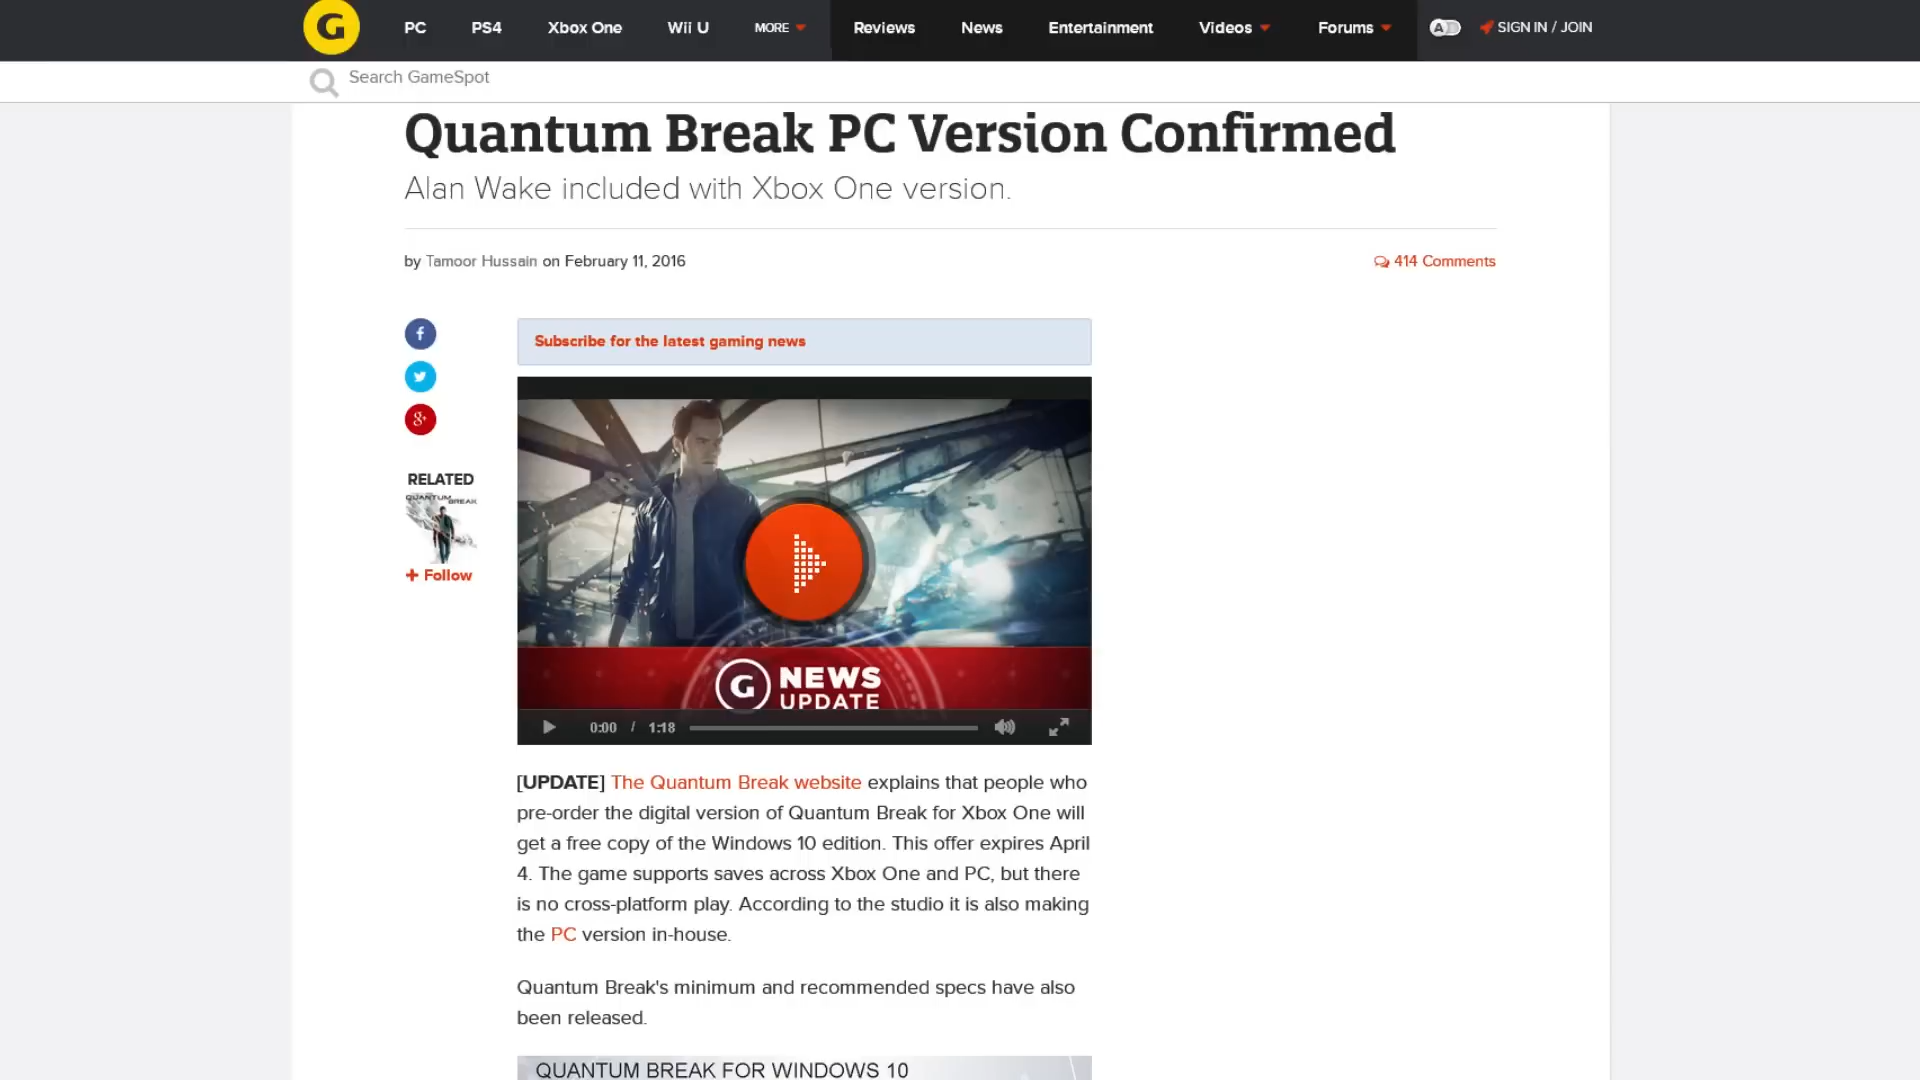 G PC PS4 Xbox One Wii U MORE Reviews News Entertainment Videos Forums A SIGN IN / JOIN
Search GameSpot
Quantum Break PC Version Confirmed
Alan Wake included with Xbox One version.
by Tamoor Hussain on February 11, 2016
414 Comments
f
g+
RELATED
QUANTUM BREAK
+ Follow
Subscribe for the latest gaming news
G NEWS
UPDATE
0:00 / 1:18
[UPDATE] The Quantum Break website explains that people who
pre-order the digital version of Quantum Break for Xbox One will
get a free copy of the Windows 10 edition. This offer expires April
4. The game supports saves across Xbox One and PC, but there
is no cross-platform play. According to the studio it is also making
the PC version in-house.
Quantum Break's minimum and recommended specs have also
been released.
QUANTUM BREAK FOR WINDOWS 10